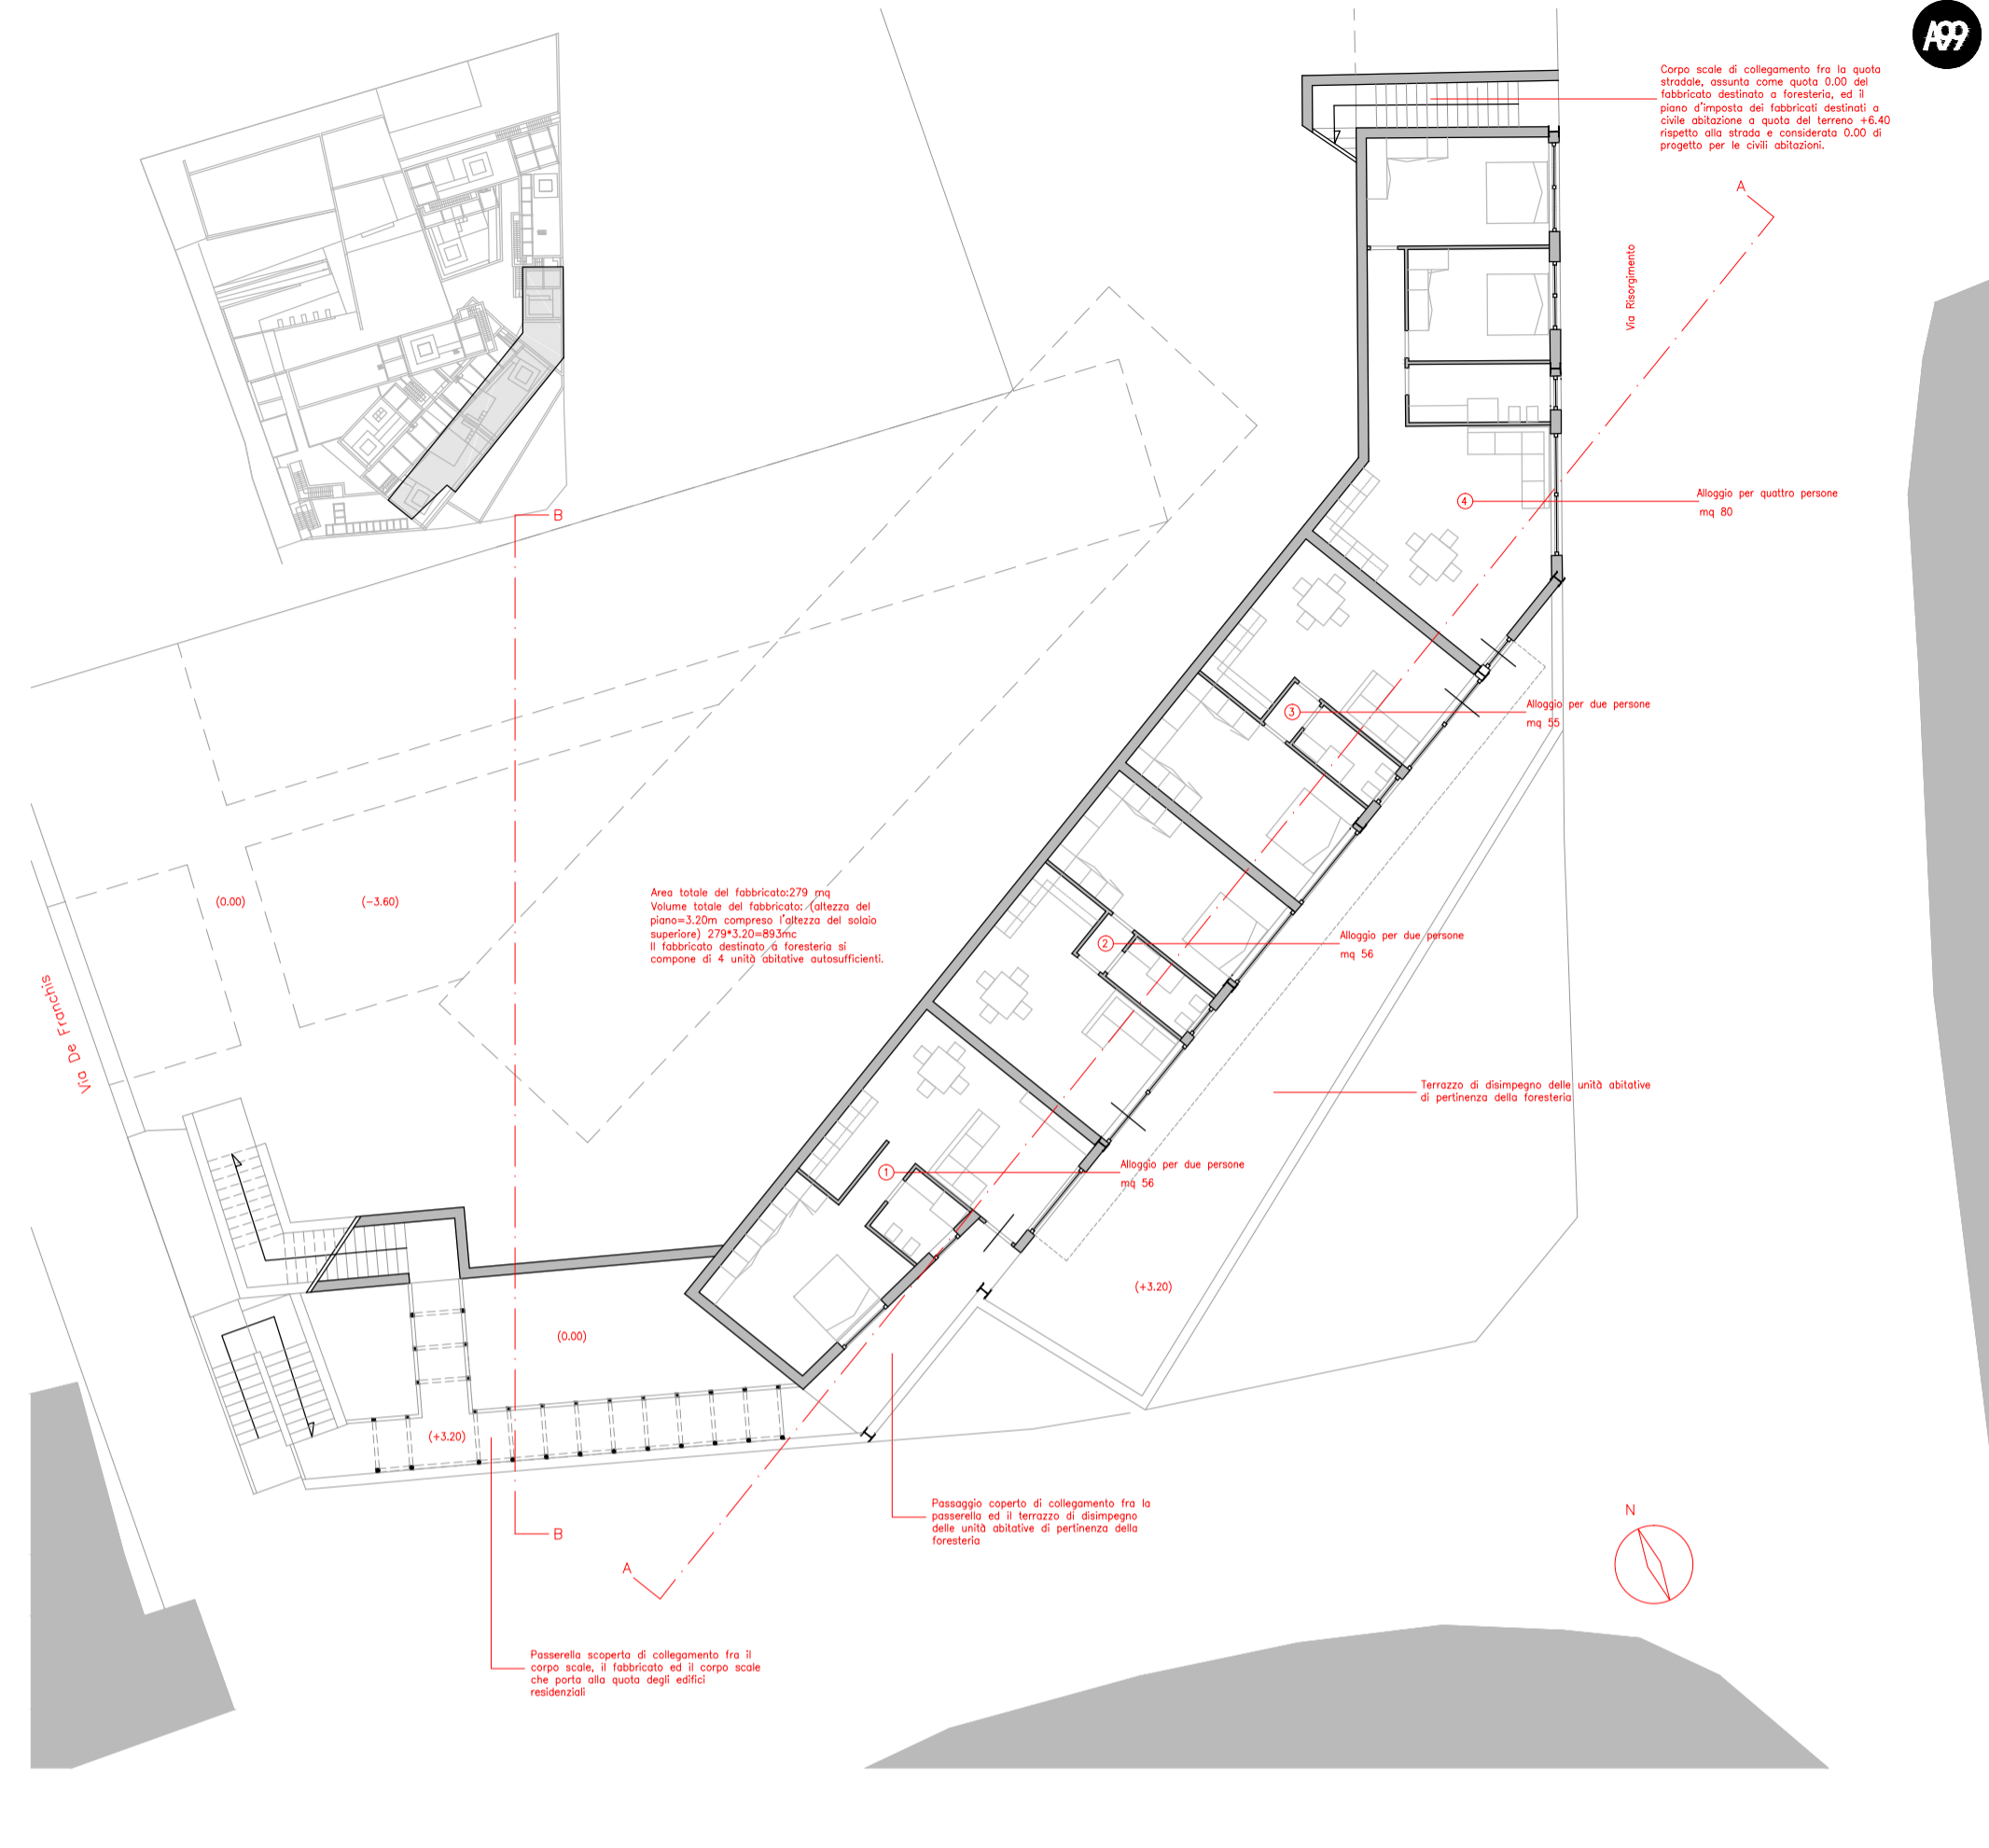 A99
Corpo scale di collegamento fra la quota
stradale, assunta come quota 0.00 del
fabbricato destinato a foresteria, ed il
piano d'imposta dei fabbricati destinati a
civile abitazione a quota del terreno +6.40
rispetto alla strada e considerata 0.00 di
progetto per le civili abitazioni.
A
Via Risorgimento
B
4
Alloggio per quattro persone
mq 80
3
Alloggio per due persone
mq 55
Area totale del fabbricato:279 mq
Volume totale del fabbricato: (altezza del
piano=3.20m compreso l'altezza del solaio
superiore) 279*3.20=893mc
Il fabbricato destinato a foresteria si
compone di 4 unità abitative autosufficienti.
(0.00)
(-3.60)
2
Alloggio per due persone
mq 56
Via De Franchis
Terrazzo di disimpegno delle unità abitative
di pertinenza della foresteria
1
Alloggio per due persone
mq 56
(+3.20)
(0.00)
(+3.20)
Passaggio coperto di collegamento fra la
passerella ed il terrazzo di disimpegno
delle unità abitative di pertinenza della
foresteria
N
B
A
Passerella scoperta di collegamento fra il
corpo scale, il fabbricato ed il corpo scale
che porta alla quota degli edifici
residenziali